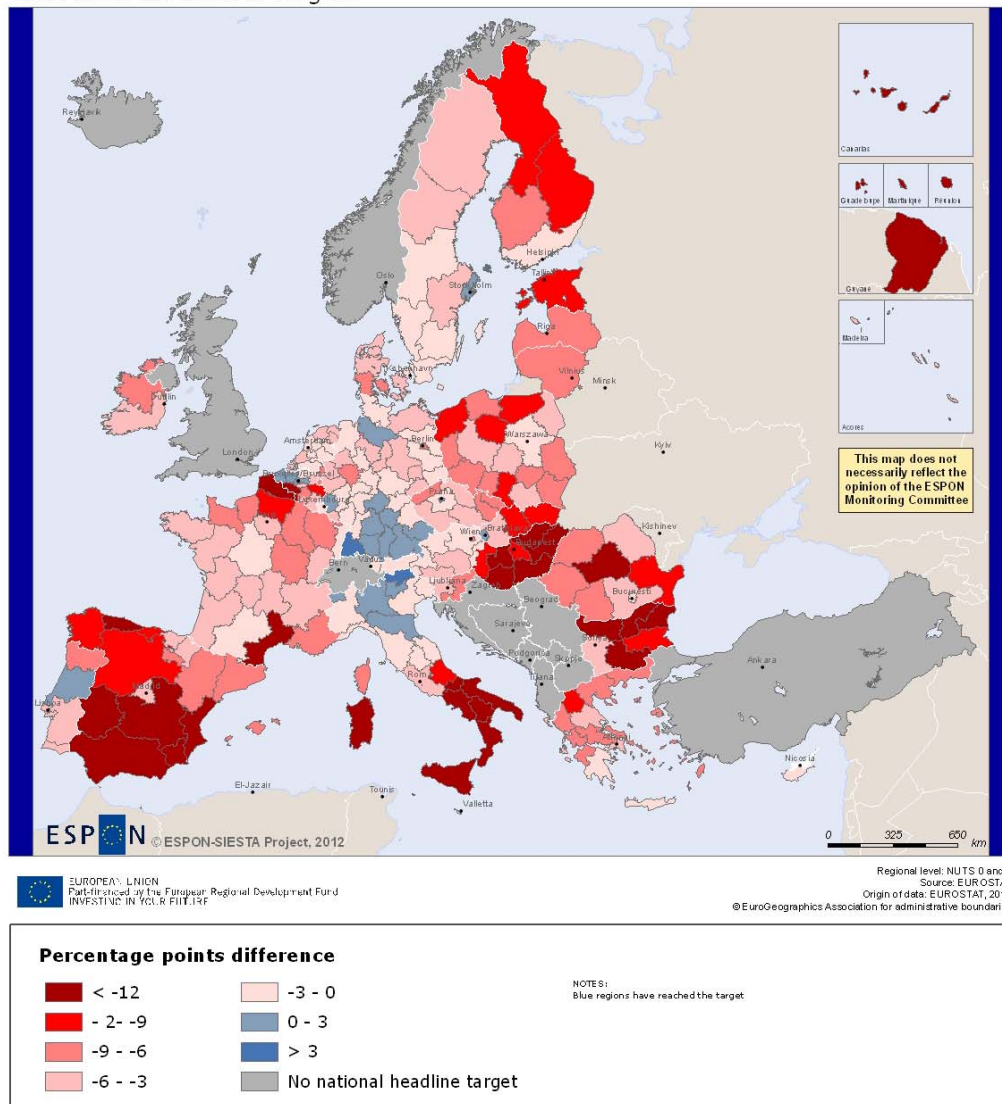 Reykjavik
Canarias
Guadeloupe
Martinique
Réunion
Guyane
Madeira
Acores
Oslo
Helsinki
Tallinn
Stockholm
Riga
København
Vilnius
Minsk
Dublin
London
Amsterdam
Berlin
Warszawa
Kyiv
Luxembourg
Praha
Kishinev
Wien
Budapest
Bern
Vaduz
Ljubljana
Zagreb
Beograd
Bucuresti
Sarajevo
Podgorica
Skopje
Sofia
Tirana
Ankara
Roma
Madrid
Lisboa
Nicosia
El-Jazair
Tounis
Valletta
This map does not
necessarily reflect the
opinion of the ESPON
Monitoring Committee
ESPON © ESPON-SIESTA Project, 2012
0 325 650
km
EUROPEAN UNION
Part-financed by the European Regional Development Fund
INVESTING IN YOUR FUTURE
Regional level: NUTS 0 and
Source: EUROSTA
Origin of data: EUROSTAT, 20
© EuroGeographics Association for administrative boundari
Percentage points difference
< -12
- 2- -9
-9 - -6
-6 - -3
-3 - 0
0 - 3
> 3
No national headline target
NOTES:
Blue regions have reached the target